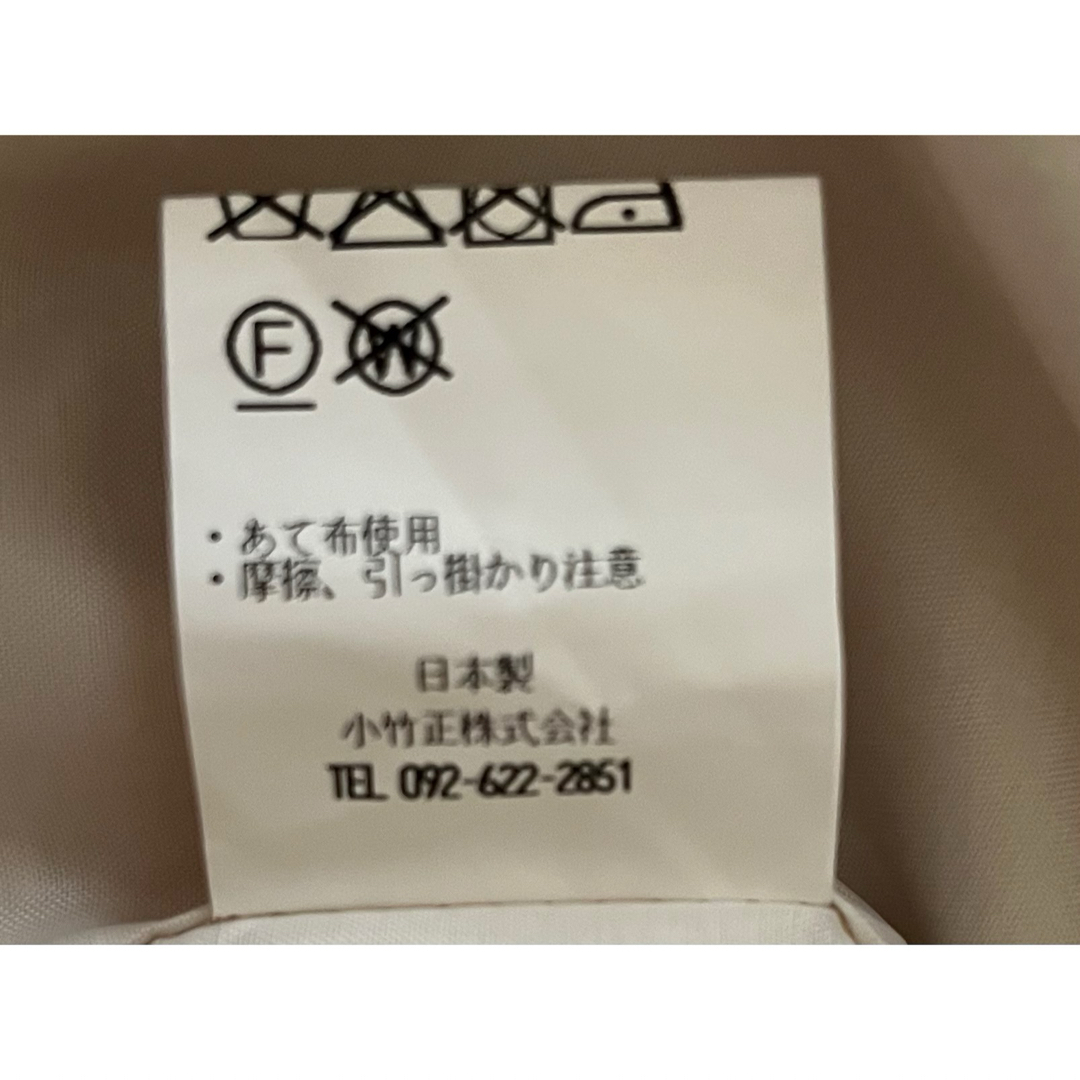 F W
・あて布使用
・摩擦、引っ掛かり注意
日本製
小竹正株式会社
TEL 092-622-2851